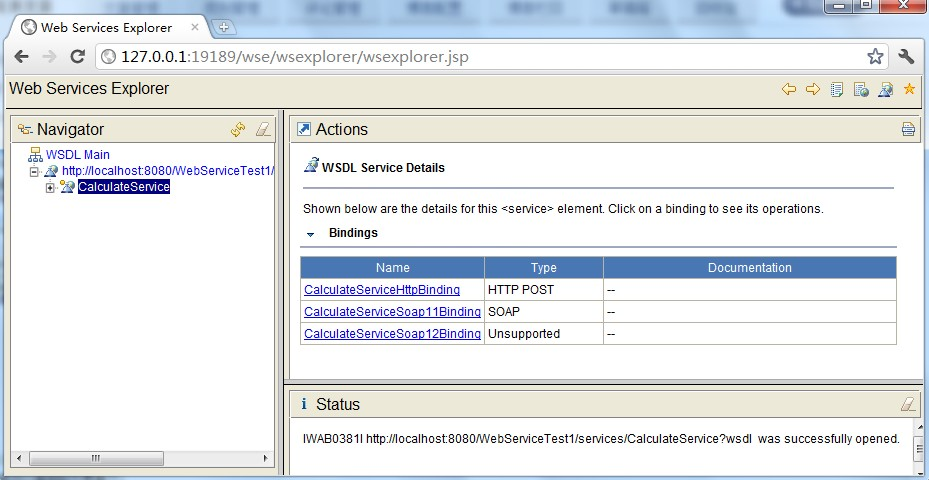 Web Services Explorer
127.0.0.1:19189/wse/wsexplorer/wsexplorer.jsp
Web Services Explorer
Navigator
WSDL Main
http://localhost:8080/WebServiceTest1/
CalculateService
Actions
WSDL Service Details
Shown below are the details for this <service> element. Click on a binding to see its operations.
Bindings
Name Type Documentation
CalculateServiceHttpBinding HTTP POST --
CalculateServiceSoap11Binding SOAP --
CalculateServiceSoap12Binding Unsupported --
Status
IWAB0381I http://localhost:8080/WebServiceTest1/services/CalculateService?wsdl was successfully opened.